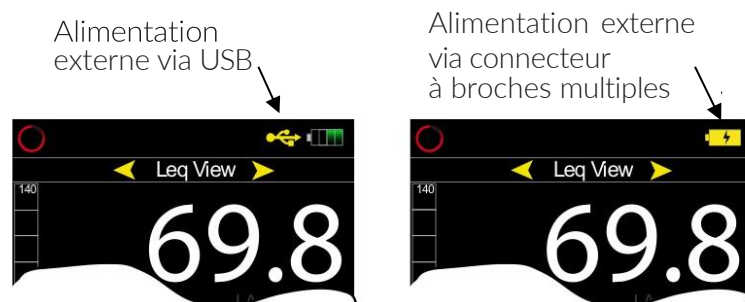 Alimentation
externe via USB
Alimentation externe
via connecteur
à broches multiples
Leq View
140
69.8
Leq View
140
69.8